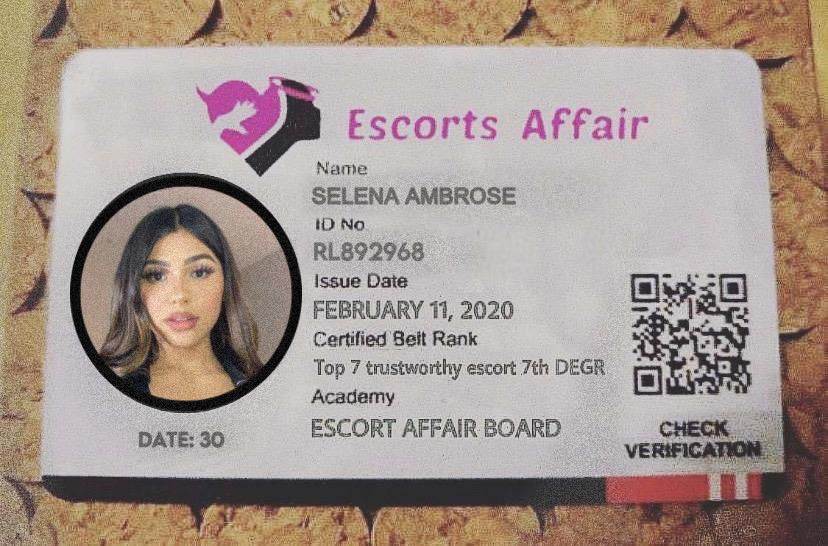 Escorts Affair
Name
SELENA AMBROSE
ID No
RL892968
Issue Date
FEBRUARY 11, 2020
Certified Belt Rank
Top 7 trustworthy escort 7th DEGR
Academy
ESCORT AFFAIR BOARD
DATE: 30
CHECK
VERIFICATION